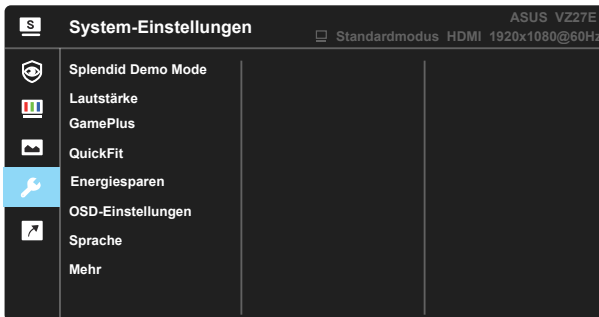 S
System-Einstellungen
ASUS VZ27E
Standardmodus HDMI 1920x1080@60Hz
Splendid Demo Mode
Lautstärke
GamePlus
QuickFit
Energiesparen
OSD-Einstellungen
Sprache
Mehr